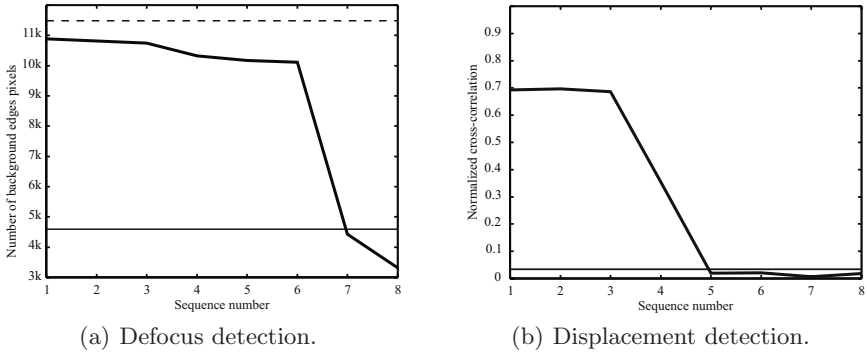 11k
10k
9k
8k
7k
6k
5k
4k
3k
Number of background edges pixels
1 2 3 4 5 6 7 8
Sequence number
(a) Defocus detection.
0.9
0.8
0.7
0.6
0.5
0.4
0.3
0.2
0.1
0
Normalized cross-correlation
1 2 3 4 5 6 7 8
Sequence number
(b) Displacement detection.